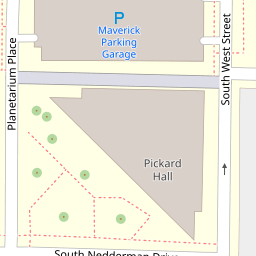 P
Maverick
Parking
Garage
Planetarium Place
South West Street
Pickard
Hall
South Nedderman Drive